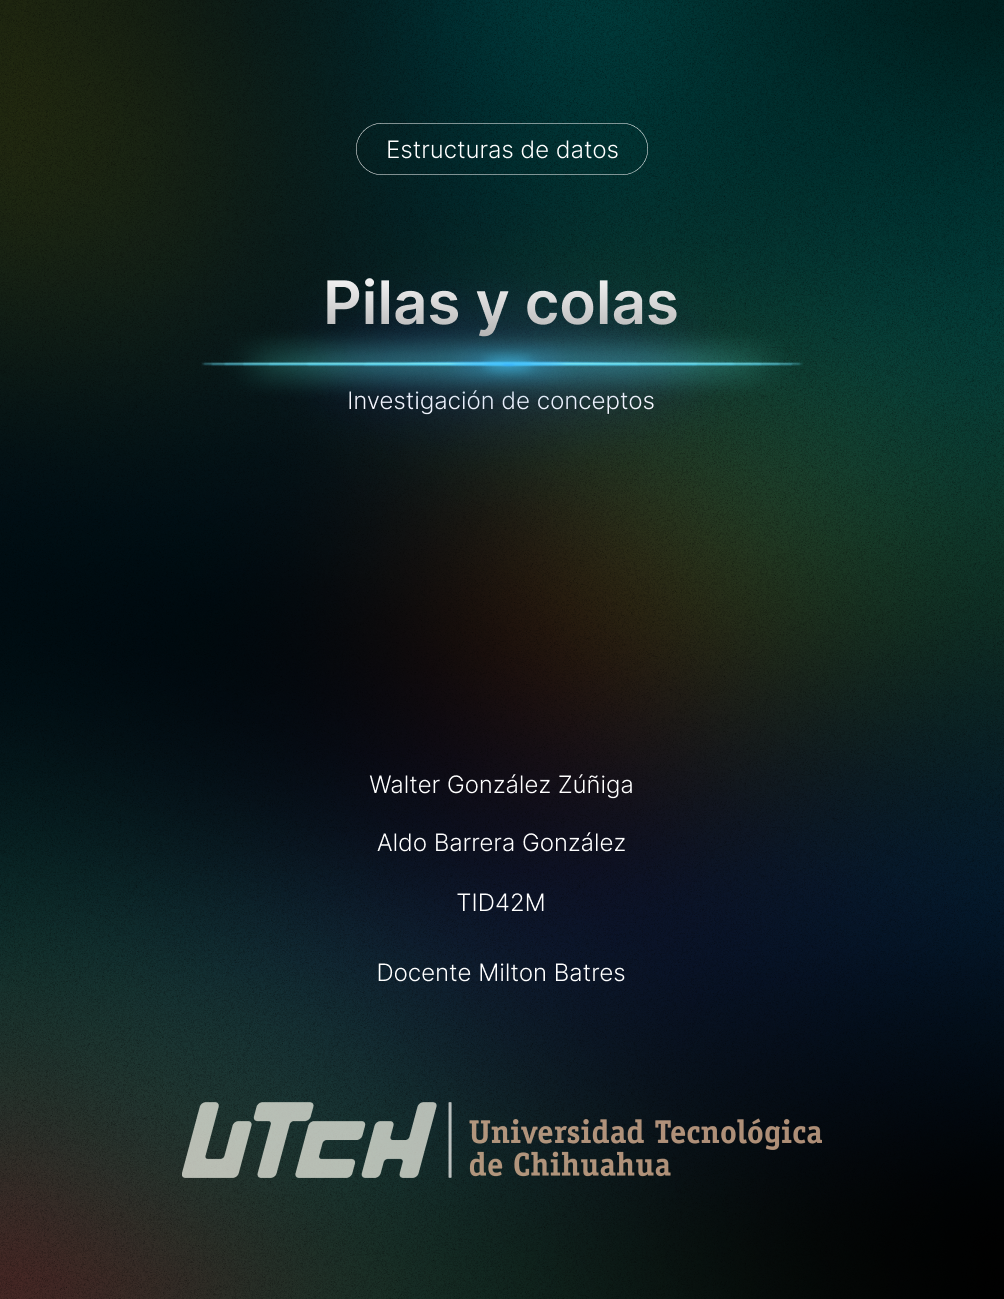 Estructuras de datos
Pilas y colas
Investigación de conceptos
Walter González Zúñiga
Aldo Barrera González
TID42M
Docente Milton Batres
UTCH
Universidad Tecnológica
de Chihuahua